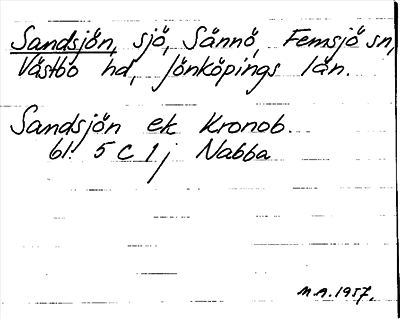 Sandsjön, sjö, Sännö, Femsjö sn,
Västbo hd, Jönköpings län.
Sandsjön ek Kronob.
bl. 5 C 1 j Nabba
M.A. 1957.